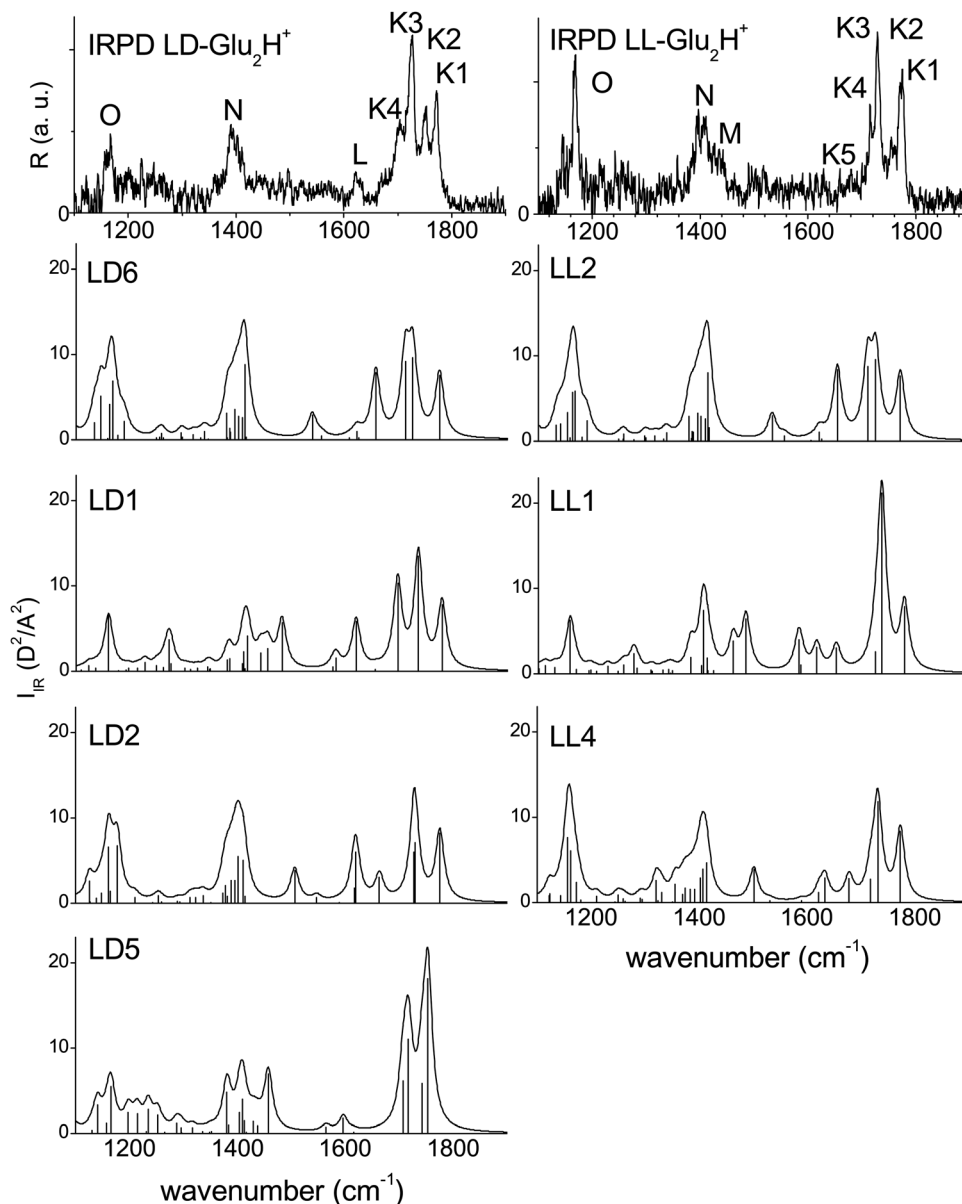 IRPD LD-Glu₂H⁺
K3
K2
K1
K4
O
N
L
R (a. u.)
0
1200
1400
1600
1800
IRPD LL-Glu₂H⁺
K3
K2
K1
K4
K5
O
N
M
1200
1400
1600
1800
LD6
20
10
0
LL2
20
10
0
LD1
20
10
0
LL1
20
10
0
I_IR (D²/A²)
LD2
20
10
0
LL4
20
10
0
1200
1400
1600
1800
wavenumber (cm⁻¹)
LD5
20
10
0
1200
1400
1600
1800
wavenumber (cm⁻¹)